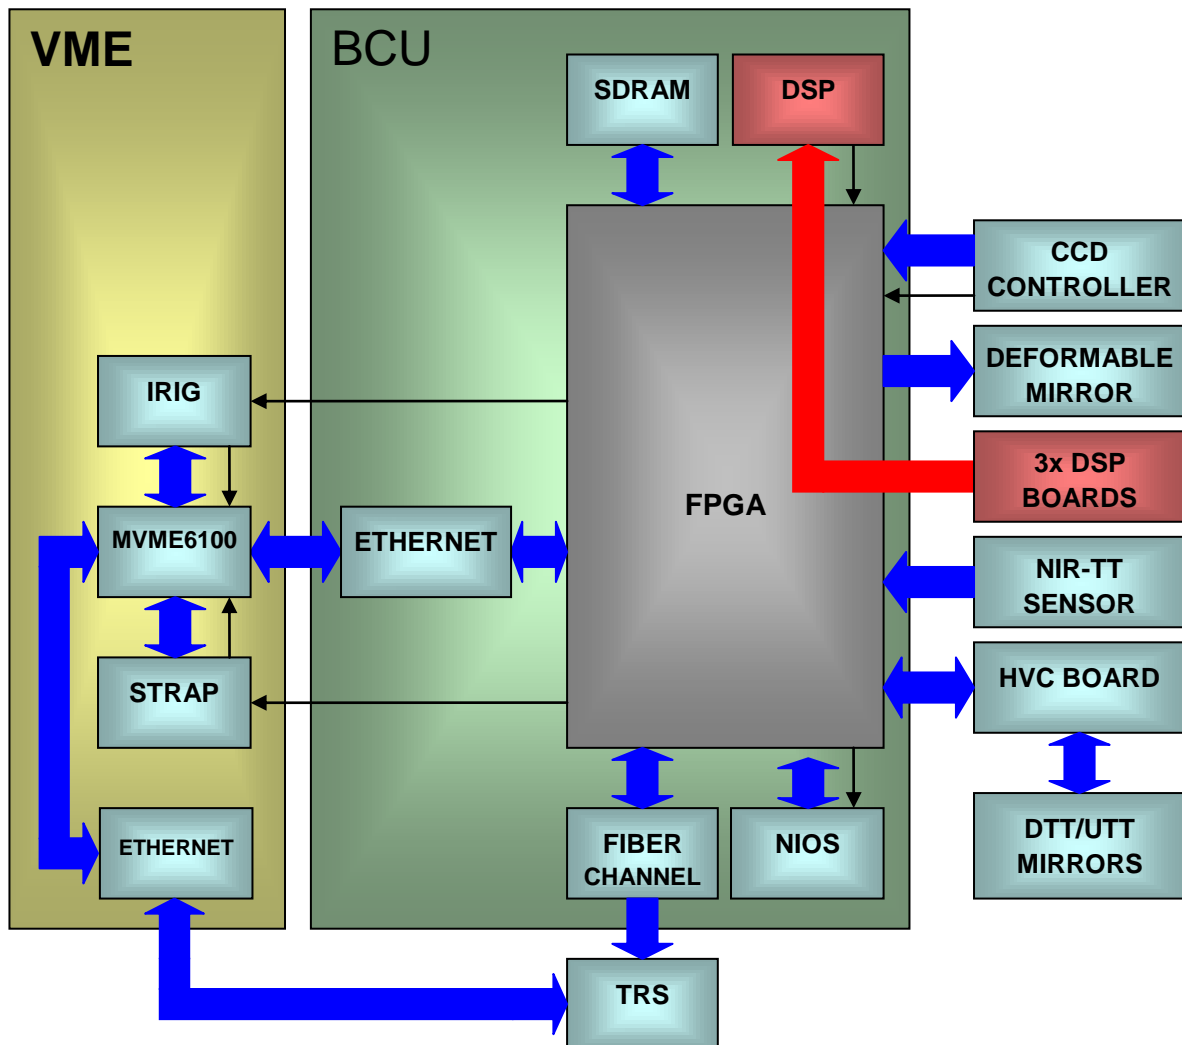 VME
BCU
SDRAM
DSP
CCD
CONTROLLER
DEFORMABLE
MIRROR
IRIG
3x DSP
BOARDS
FPGA
MVME6100
ETHERNET
NIR-TT
SENSOR
STRAP
HVC BOARD
ETHERNET
FIBER
CHANNEL
NIOS
DTT/UTT
MIRRORS
TRS